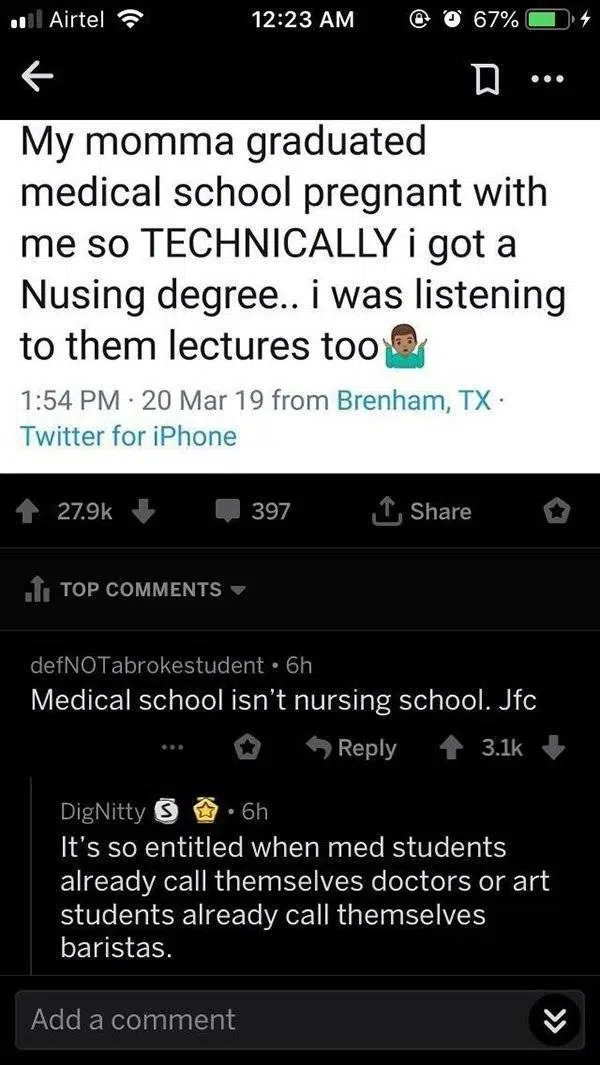 Airtel 12:23 AM 67%
My momma graduated
medical school pregnant with
me so TECHNICALLY i got a
Nusing degree.. i was listening
to them lectures too🤷🏽‍♂️
1:54 PM · 20 Mar 19 from Brenham, TX ·
Twitter for iPhone
27.9k 397 Share
TOP COMMENTS
defNOTabrokestudent • 6h
Medical school isn't nursing school. Jfc
... Reply 3.1k
DigNitty S • 6h
It's so entitled when med students
already call themselves doctors or art
students already call themselves
baristas.
Add a comment